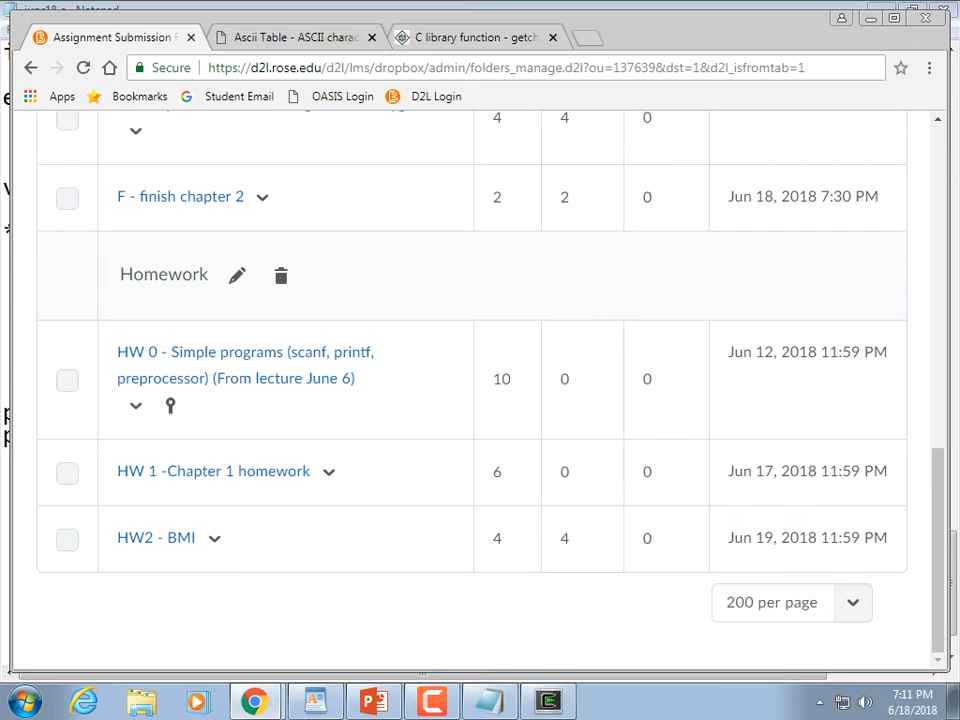 june18.c - Notepad
Assignment Submission F
Ascii Table - ASCII charac
C library function - getch
Secure
https://d2l.rose.edu/d2l/lms/dropbox/admin/folders_manage.d2l?ou=137639&dst=1&d2l_isfromtab=1
Apps
Bookmarks
Student Email
OASIS Login
D2L Login
4 4 0
F - finish chapter 2
2 2 0 Jun 18, 2018 7:30 PM
Homework
HW 0 - Simple programs (scanf, printf,
preprocessor) (From lecture June 6)
10 0 0 Jun 12, 2018 11:59 PM
HW 1 -Chapter 1 homework
6 0 0 Jun 17, 2018 11:59 PM
HW2 - BMI
4 4 0 Jun 19, 2018 11:59 PM
200 per page
7:11 PM
6/18/2018